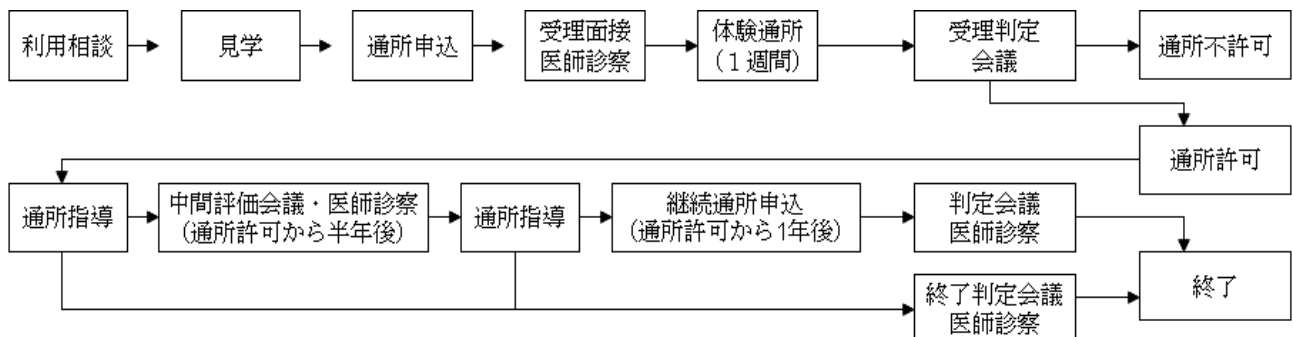 利用相談
見学
通所申込
受理面接
医師診察
体験通所
(1週間)
受理判定
会議
通所不許可
通所許可
通所指導
中間評価会議・医師診察
(通所許可から半年後)
通所指導
継続通所申込
(通所許可から1年後)
判定会議
医師診察
終了判定会議
医師診察
終了